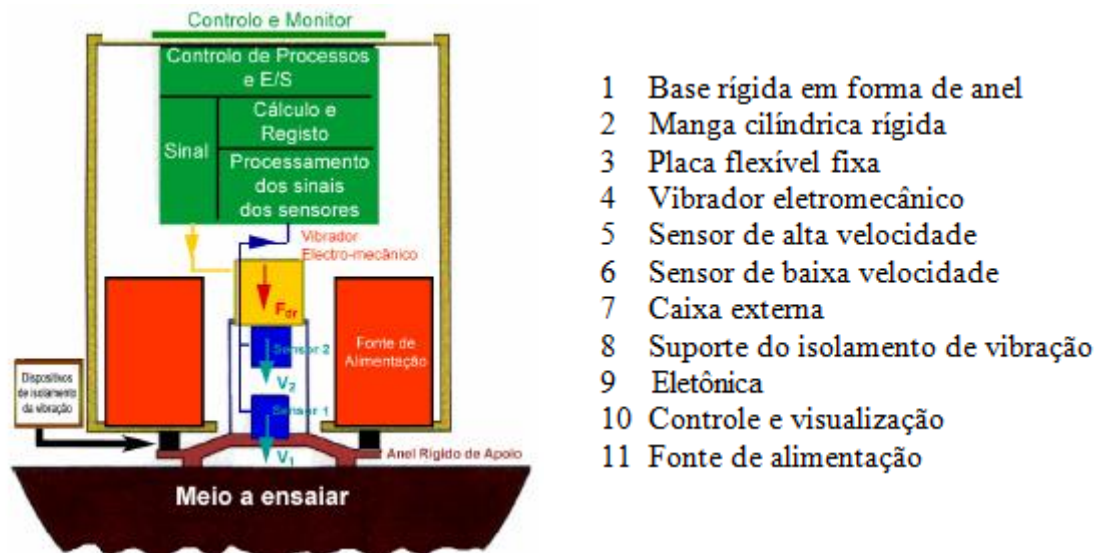 Controlo e Monitor
Controlo de Processos
e E/S
Sinal
Cálculo e
Registo
Processamento
dos sinais
dos sensores
Vibrador
Electro-mecânico
Fdr
Sensor 2
V2
Sensor 1
V1
Fonte de
Alimentação
Dispositivos
de isolamento
da vibração
Anel Rígido de Apoio
Meio a ensaiar
1 Base rígida em forma de anel
2 Manga cilíndrica rígida
3 Placa flexível fixa
4 Vibrador eletromecânico
5 Sensor de alta velocidade
6 Sensor de baixa velocidade
7 Caixa externa
8 Suporte do isolamento de vibração
9 Eletônica
10 Controle e visualização
11 Fonte de alimentação